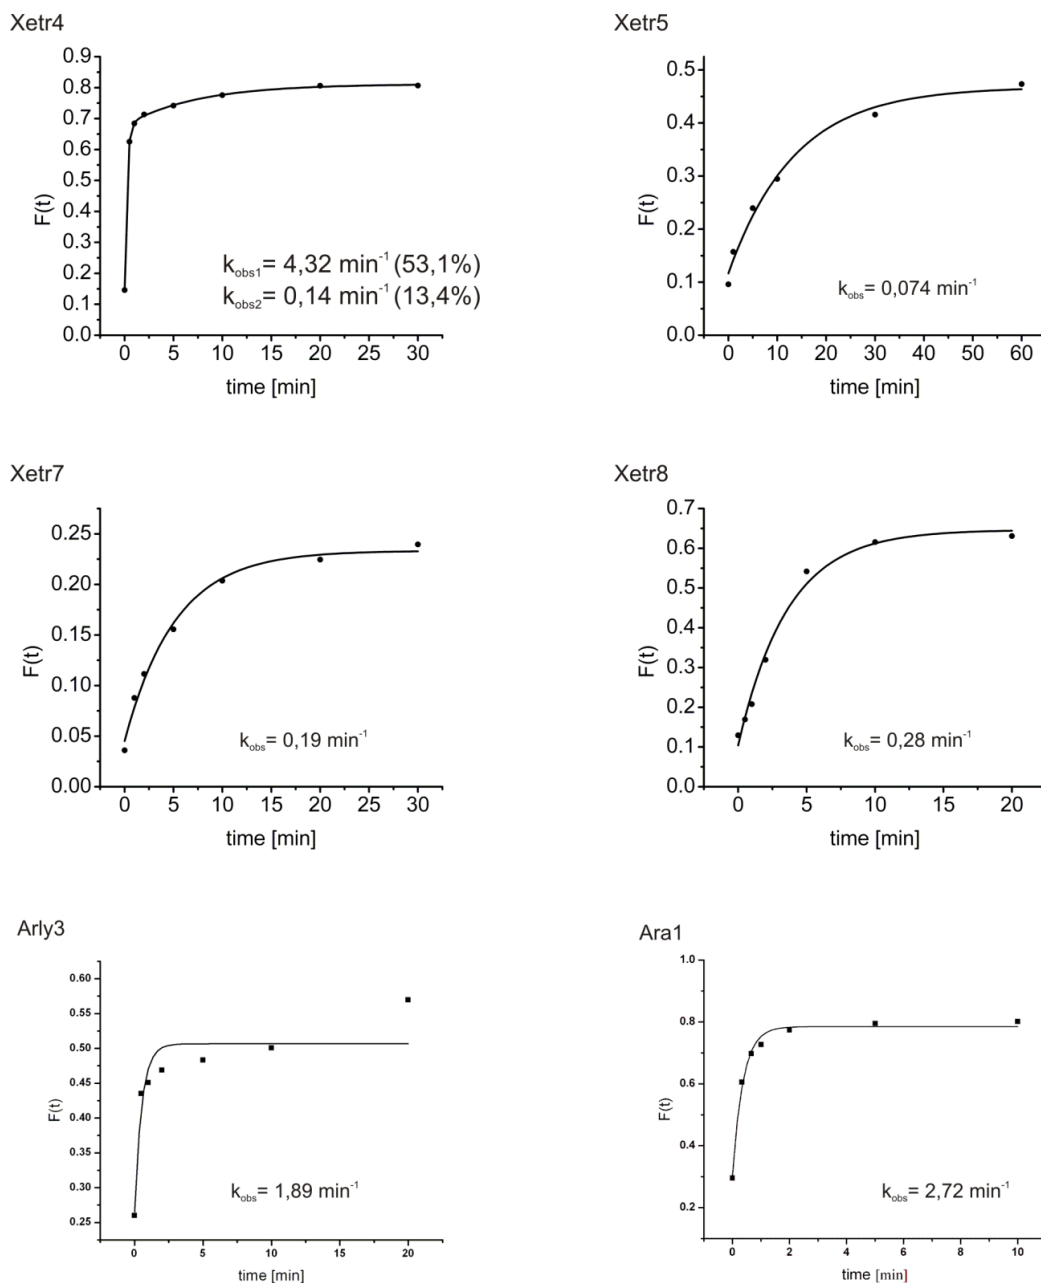 Xetr4
0.9
0.8
0.7
0.6
0.5
0.4
0.3
0.2
0.1
0.0
F(t)
kobs1= 4,32 min-1 (53,1%)
kobs2= 0,14 min-1 (13,4%)
0 5 10 15 20 25 30
time [min]
Xetr5
0.5
0.4
0.3
0.2
0.1
0.0
F(t)
kobs= 0,074 min-1
0 10 20 30 40 50 60
time [min]
Xetr7
0.25
0.20
0.15
0.10
0.05
0.00
F(t)
kobs= 0,19 min-1
0 5 10 15 20 25 30
time [min]
Xetr8
0.7
0.6
0.5
0.4
0.3
0.2
0.1
0.0
F(t)
kobs= 0,28 min-1
0 5 10 15 20
time [min]
Arly3
0.60
0.55
0.50
0.45
0.40
0.35
0.30
0.25
F(t)
kobs= 1,89 min-1
0 5 10 15 20
time [min]
Ara1
1.0
0.8
0.6
0.4
0.2
F(t)
kobs= 2,72 min-1
0 2 4 6 8 10
time [min]